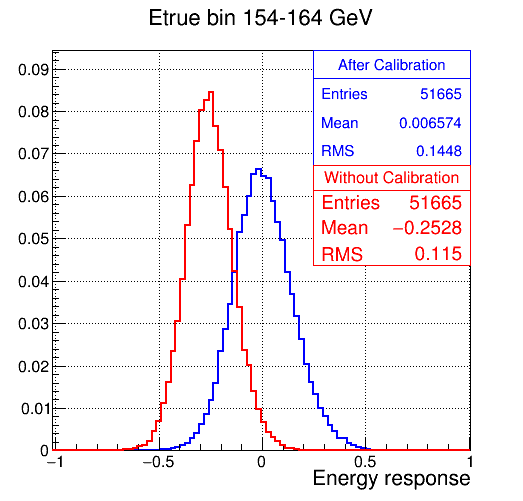 Etrue bin 154-164 GeV
After Calibration
Entries 51665
Mean 0.006574
RMS 0.1448
Without Calibration
Entries 51665
Mean −0.2528
RMS 0.115
0.09
0.08
0.07
0.06
0.05
0.04
0.03
0.02
0.01
0
−1 −0.5 0 0.5 1
Energy response